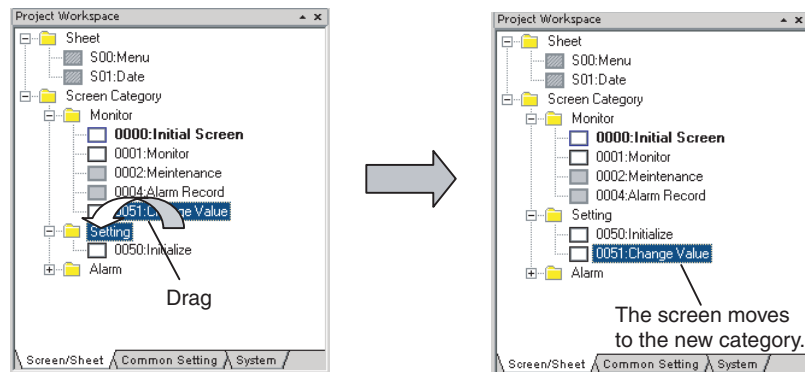 Project Workspace
Sheet
S00:Menu
S01:Date
Screen Category
Monitor
0000:Initial Screen
0001:Monitor
0002:Meintenance
0004:Alarm Record
0051:Change Value
Setting
0050:Initialize
Alarm
Drag
Screen/Sheet Common Setting System
Project Workspace
Sheet
S00:Menu
S01:Date
Screen Category
Monitor
0000:Initial Screen
0001:Monitor
0002:Meintenance
0004:Alarm Record
Setting
0050:Initialize
0051:Change Value
Alarm
The screen moves
to the new category.
Screen/Sheet Common Setting System